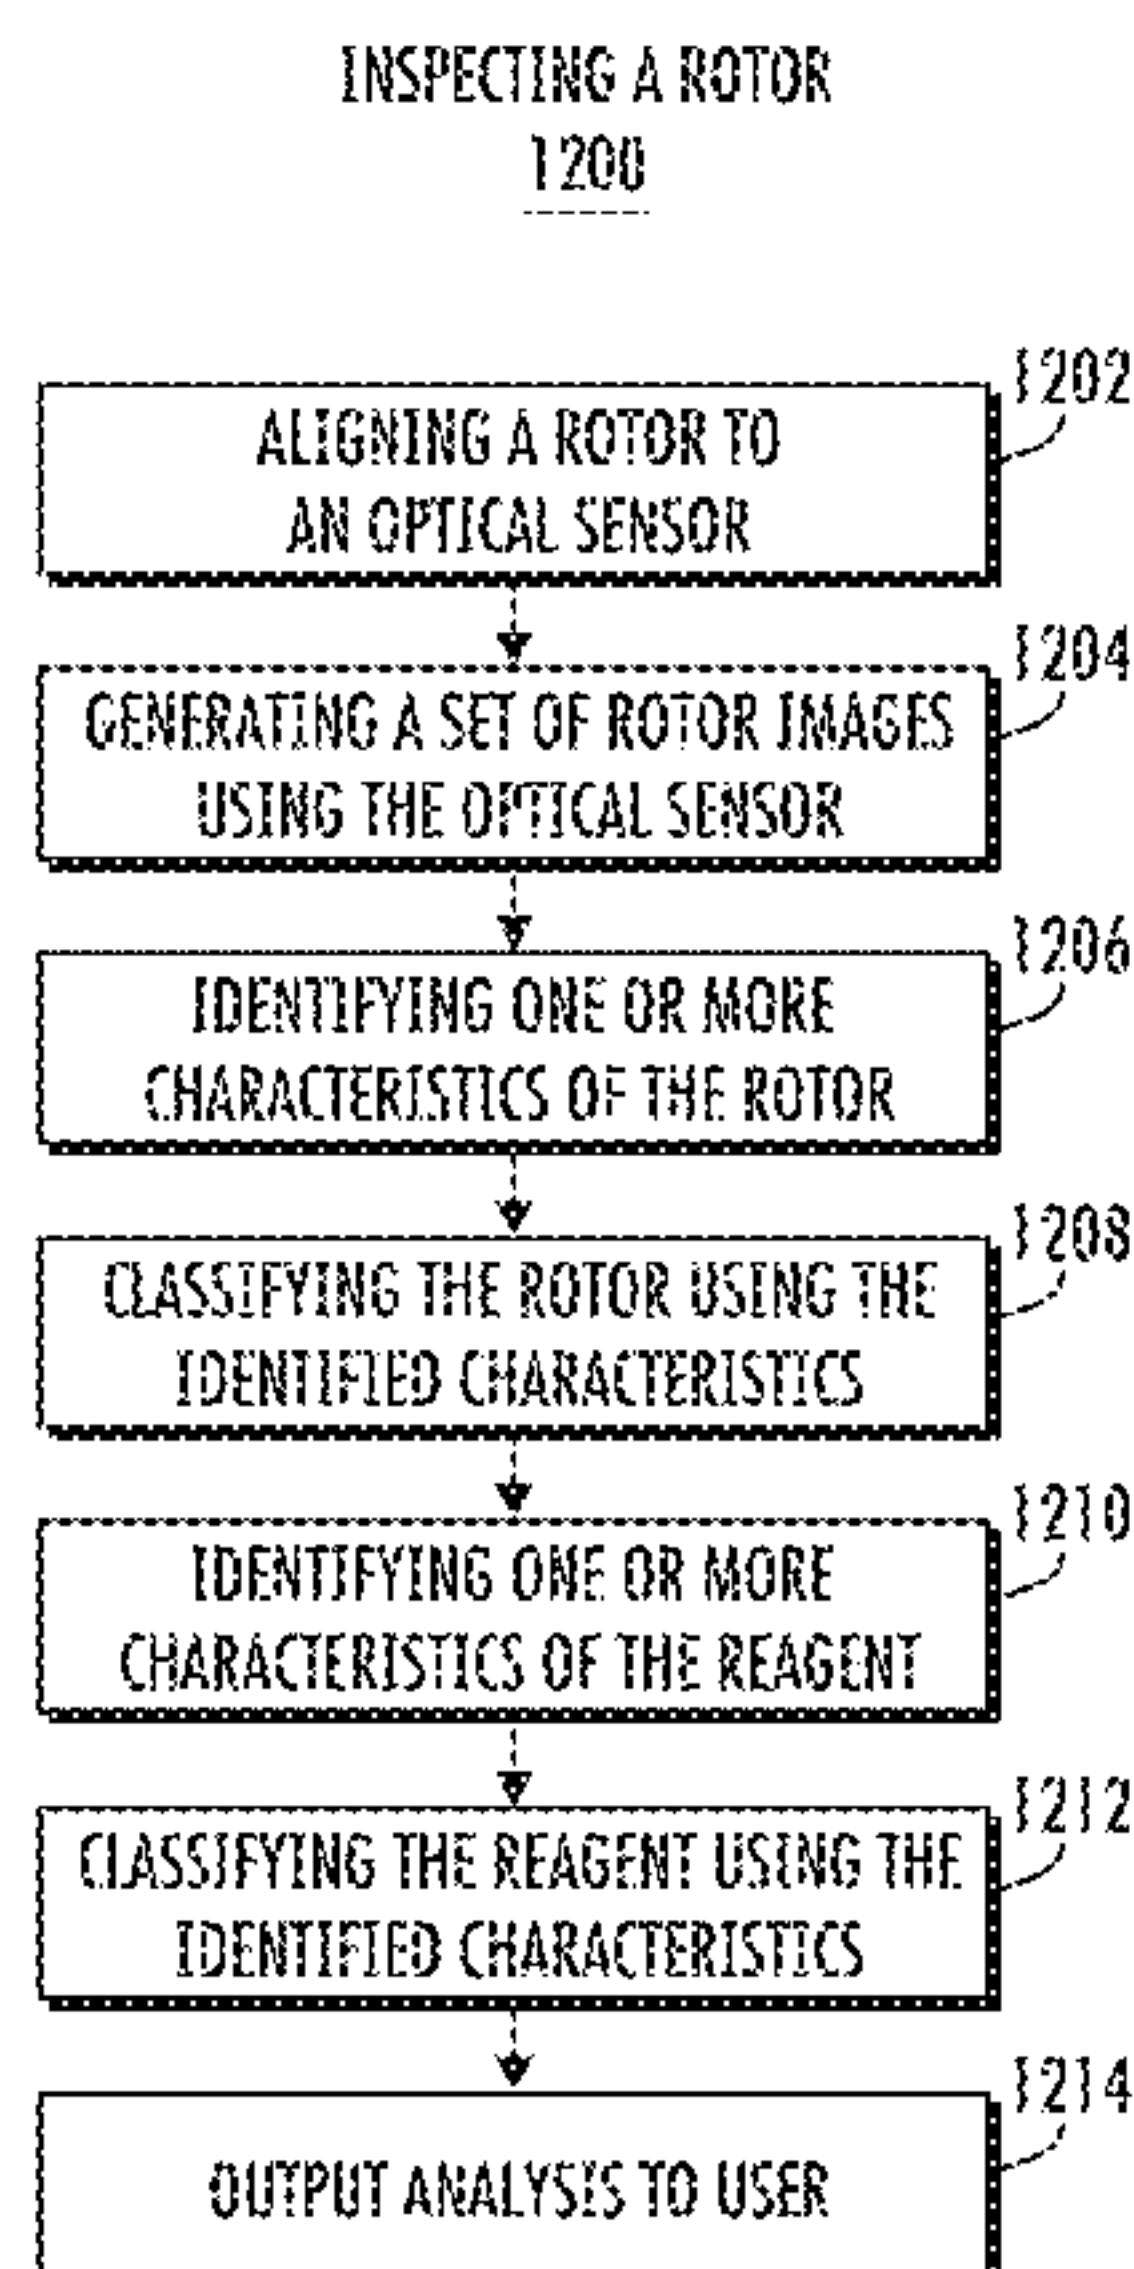 INSPECTING A ROTOR
1200
1202
ALIGNING A ROTOR TO
AN OPTICAL SENSOR
1204
GENERATING A SET OF ROTOR IMAGES
USING THE OPTICAL SENSOR
1206
IDENTIFYING ONE OR MORE
CHARACTERISTICS OF THE ROTOR
1208
CLASSIFYING THE ROTOR USING THE
IDENTIFIED CHARACTERISTICS
1210
IDENTIFYING ONE OR MORE
CHARACTERISTICS OF THE REAGENT
1212
CLASSIFYING THE REAGENT USING THE
IDENTIFIED CHARACTERISTICS
1214
OUTPUT ANALYSIS TO USER